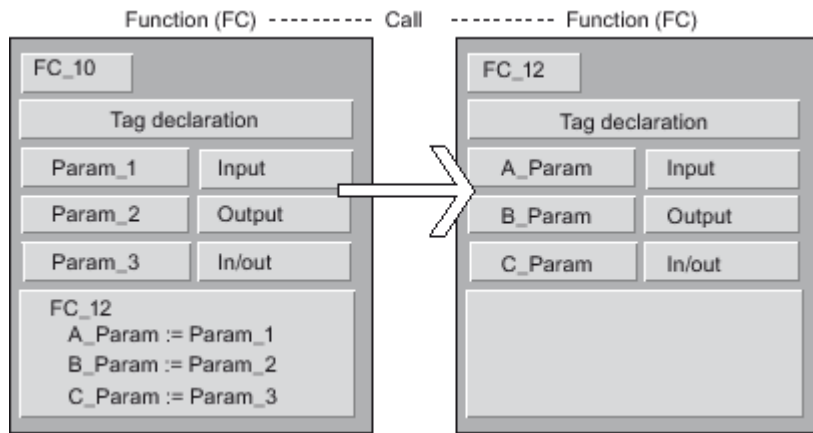 Function (FC) ----------- Call ----------- Function (FC)
FC_10
Tag declaration
Param_1 Input
Param_2 Output
Param_3 In/out
FC_12
A_Param := Param_1
B_Param := Param_2
C_Param := Param_3
FC_12
Tag declaration
A_Param Input
B_Param Output
C_Param In/out